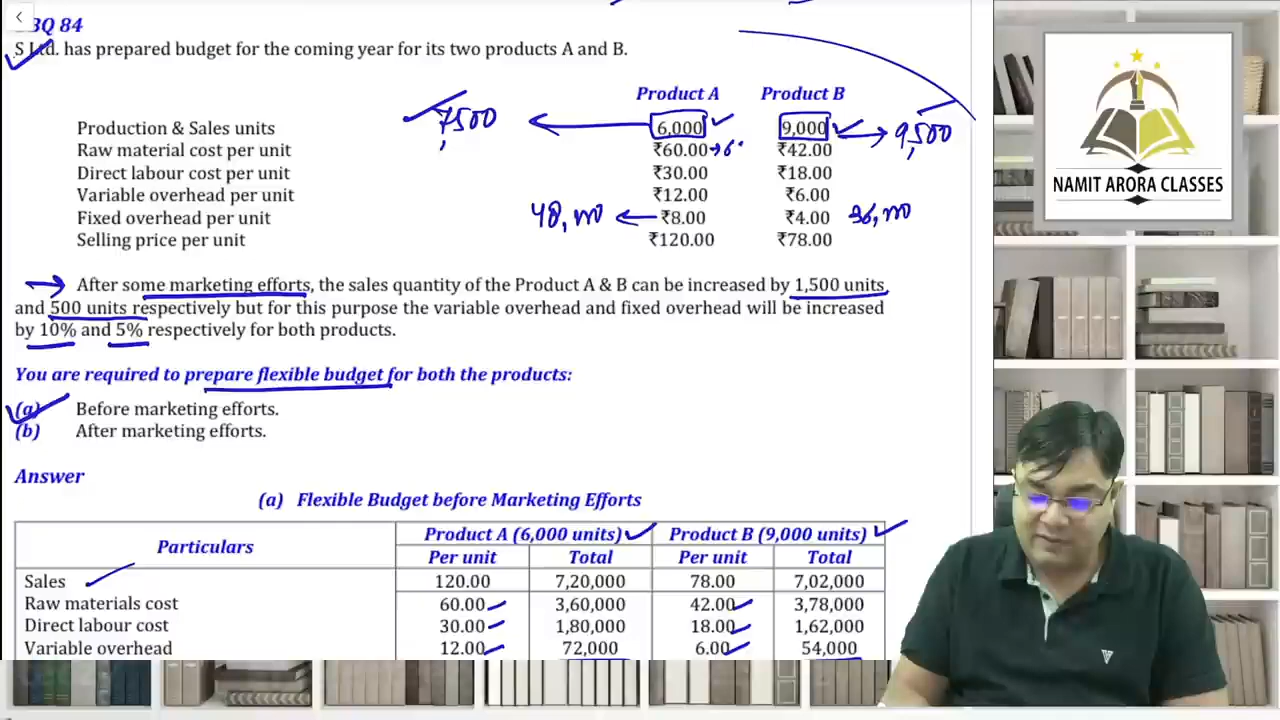 BQ 84
S Ltd. has prepared budget for the coming year for its two products A and B.
Product A Product B
7,500 Production & Sales units 6,000 9,000 9,500
Raw material cost per unit ₹60.00 ₹42.00
Direct labour cost per unit ₹30.00 ₹18.00
Variable overhead per unit ₹12.00 ₹6.00
Fixed overhead per unit ₹8.00 ₹4.00
Selling price per unit ₹120.00 ₹78.00
After some marketing efforts, the sales quantity of the Product A & B can be increased by 1,500 units
and 500 units respectively but for this purpose the variable overhead and fixed overhead will be increased
by 10% and 5% respectively for both products.
You are required to prepare flexible budget for both the products:
(a) Before marketing efforts.
(b) After marketing efforts.
Answer
(a) Flexible Budget before Marketing Efforts
Particulars Product A (6,000 units) Product B (9,000 units)
Per unit Total Per unit Total
Sales 120.00 7,20,000 78.00 7,02,000
Raw materials cost 60.00 3,60,000 42.00 3,78,000
Direct labour cost 30.00 1,80,000 18.00 1,62,000
Variable overhead 12.00 72,000 6.00 54,000
NAMIT ARORA CLASSES